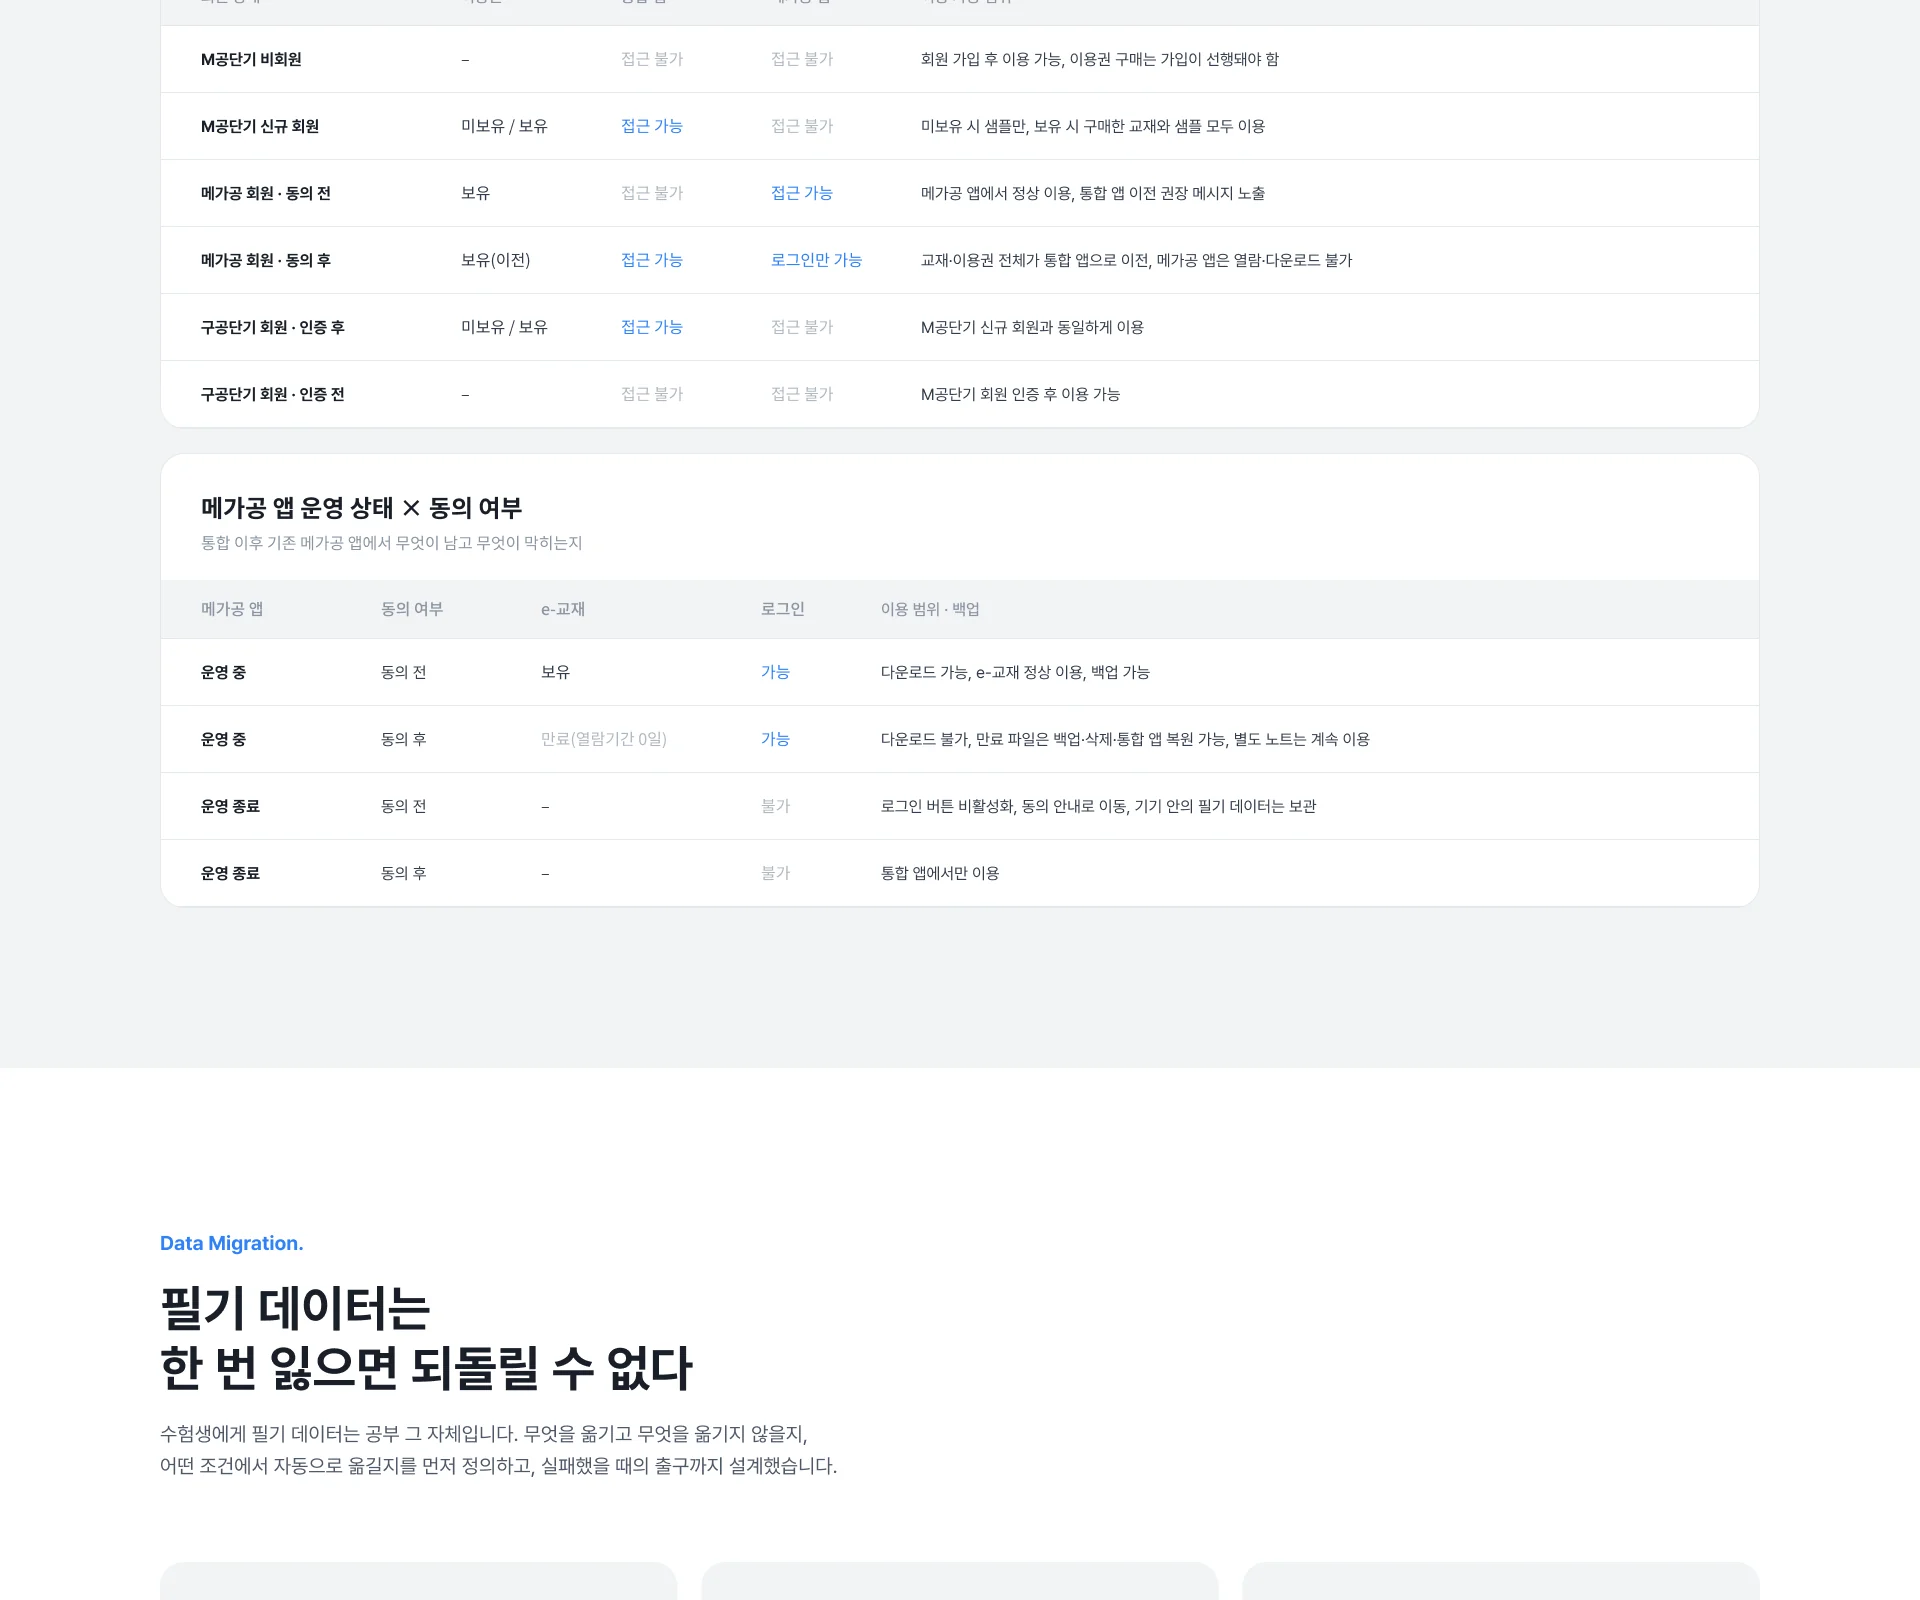 M공단기 비회원 – 접근 불가 접근 불가 회원 가입 후 이용 가능, 이용권 구매는 가입이 선행돼야 함
M공단기 신규 회원 미보유 / 보유 접근 가능 접근 불가 미보유 시 샘플만, 보유 시 구매한 교재와 샘플 모두 이용
메가공 회원 · 동의 전 보유 접근 불가 접근 가능 메가공 앱에서 정상 이용, 통합 앱 이전 권장 메시지 노출
메가공 회원 · 동의 후 보유(이전) 접근 가능 로그인만 가능 교재·이용권 전체가 통합 앱으로 이전, 메가공 앱은 열람·다운로드 불가
구공단기 회원 · 인증 후 미보유 / 보유 접근 가능 접근 불가 M공단기 신규 회원과 동일하게 이용
구공단기 회원 · 인증 전 – 접근 불가 접근 불가 M공단기 회원 인증 후 이용 가능
메가공 앱 운영 상태 × 동의 여부
통합 이후 기존 메가공 앱에서 무엇이 남고 무엇이 막히는지
메가공 앱 동의 여부 e-교재 로그인 이용 범위 · 백업
운영 중 동의 전 보유 가능 다운로드 가능, e-교재 정상 이용, 백업 가능
운영 중 동의 후 만료(열람기간 0일) 가능 다운로드 불가, 만료 파일은 백업·삭제·통합 앱 복원 가능, 별도 노트는 계속 이용
운영 종료 동의 전 – 불가 로그인 버튼 비활성화, 동의 안내로 이동, 기기 안의 필기 데이터는 보관
운영 종료 동의 후 – 불가 통합 앱에서만 이용
Data Migration.
필기 데이터는
한 번 잃으면 되돌릴 수 없다
수험생에게 필기 데이터는 공부 그 자체입니다. 무엇을 옮기고 무엇을 옮기지 않을지,
어떤 조건에서 자동으로 옮길지를 먼저 정의하고, 실패했을 때의 출구까지 설계했습니다.